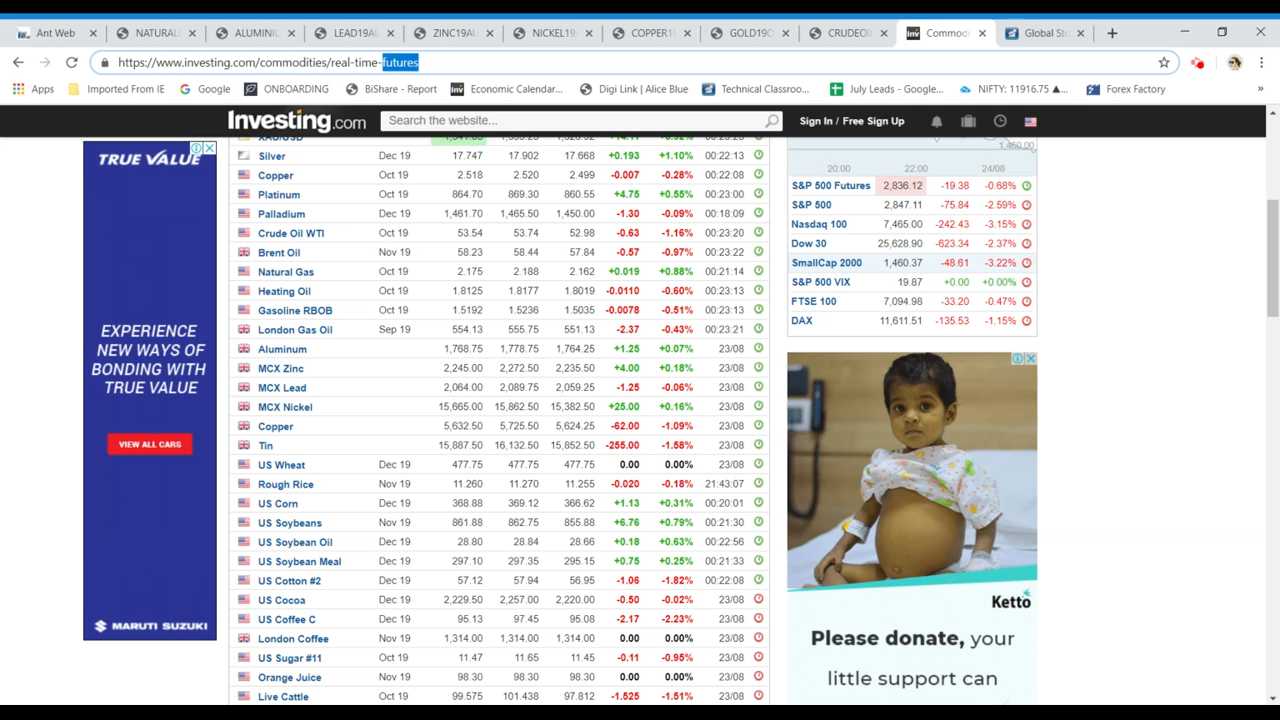 Ant Web
NATURAL
ALUMINIU
LEAD19AU
ZINC19AU
NICKEL19
COPPER19
GOLD19O
CRUDEOI
Commodi
Global Sto
https://www.investing.com/commodities/real-time-futures
Apps
Imported From IE
Google
ONBOARDING
BiShare - Report
Economic Calendar...
Digi Link | Alice Blue
Technical Classroo...
July Leads - Google...
NIFTY: 11916.75 ▲...
Forex Factory
»
Investing.com
Search the website...
Sign In / Free Sign Up
XAU/USD
Silver Dec 19 17.747 17.902 17.668 +0.193 +1.10% 00:22:13
Copper Oct 19 2.518 2.520 2.499 -0.007 -0.28% 00:22:08
Platinum Oct 19 864.70 869.30 860.55 +4.75 +0.55% 00:23:00
Palladium Dec 19 1,461.70 1,465.50 1,450.00 -1.30 -0.09% 00:18:09
Crude Oil WTI Oct 19 53.54 53.74 52.98 -0.63 -1.16% 00:23:20
Brent Oil Nov 19 58.23 58.44 57.84 -0.57 -0.97% 00:23:22
Natural Gas Oct 19 2.175 2.188 2.162 +0.019 +0.88% 00:21:14
Heating Oil Oct 19 1.8125 1.8177 1.8019 -0.0110 -0.60% 00:23:13
Gasoline RBOB Oct 19 1.5192 1.5236 1.5035 -0.0078 -0.51% 00:23:13
London Gas Oil Sep 19 554.13 555.75 551.13 -2.37 -0.43% 00:23:21
Aluminum 1,768.75 1,778.75 1,764.25 +1.25 +0.07% 23/08
MCX Zinc 2,245.00 2,272.50 2,235.50 +4.00 +0.18% 23/08
MCX Lead 2,064.00 2,089.75 2,059.25 -1.25 -0.06% 23/08
MCX Nickel 15,665.00 15,862.50 15,382.50 +25.00 +0.16% 23/08
Copper 5,632.50 5,725.50 5,624.25 -62.00 -1.09% 23/08
Tin 15,887.50 16,132.50 15,852.50 -255.00 -1.58% 23/08
US Wheat Dec 19 477.75 477.75 477.75 0.00 0.00% 23/08
Rough Rice Nov 19 11.260 11.270 11.255 -0.020 -0.18% 21:43:07
US Corn Dec 19 368.88 369.12 366.62 +1.13 +0.31% 00:20:01
US Soybeans Nov 19 861.88 862.75 855.88 +6.76 +0.79% 00:21:30
US Soybean Oil Dec 19 28.80 28.84 28.66 +0.18 +0.63% 00:22:56
US Soybean Meal Dec 19 297.10 297.35 295.15 +0.75 +0.25% 00:21:33
US Cotton #2 Dec 19 57.12 57.94 56.95 -1.06 -1.82% 00:22:08
US Cocoa Dec 19 2,229.50 2,257.00 2,220.00 -0.50 -0.02% 23/08
US Coffee C Dec 19 95.13 97.45 95.08 -2.17 -2.23% 23/08
London Coffee Nov 19 1,314.00 1,314.00 1,314.00 0.00 0.00% 23/08
US Sugar #11 Oct 19 11.47 11.65 11.45 -0.11 -0.95% 23/08
Orange Juice Nov 19 98.30 98.30 98.30 0.00 0.00% 23/08
Live Cattle Oct 19 99.575 101.438 97.812 -1.525 -1.51% 23/08
TRUE VALUE
EXPERIENCE
NEW WAYS OF
BONDING WITH
TRUE VALUE
VIEW ALL CARS
MARUTI SUZUKI
1,460.00
20:00 22:00 24/08
S&P 500 Futures 2,836.12 -19.38 -0.68%
S&P 500 2,847.11 -75.84 -2.59%
Nasdaq 100 7,465.00 -242.43 -3.15%
Dow 30 25,628.90 -623.34 -2.37%
SmallCap 2000 1,460.37 -48.61 -3.22%
S&P 500 VIX 19.87 +0.00 +0.00%
FTSE 100 7,094.98 -33.20 -0.47%
DAX 11,611.51 -135.53 -1.15%
Ketto
Please donate, your
little support can